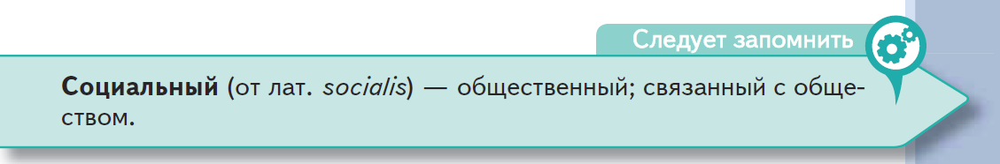 Следует запомнить
Социальный (от лат. socialis) — общественный; связанный с обще-
ством.